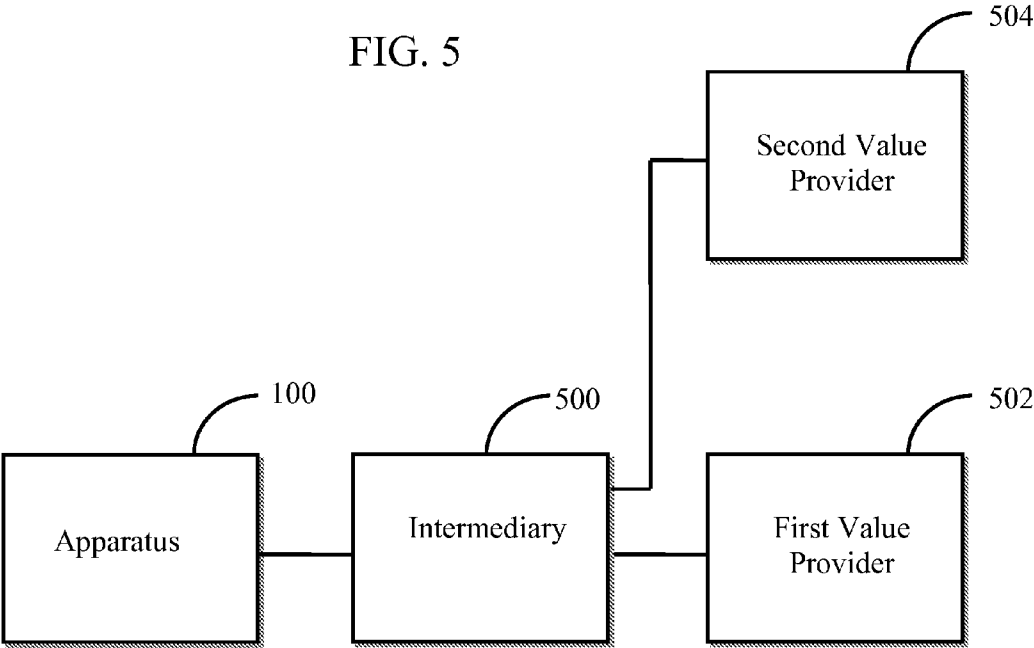 FIG. 5
504
Second Value
Provider
100
500
502
Apparatus
Intermediary
First Value
Provider